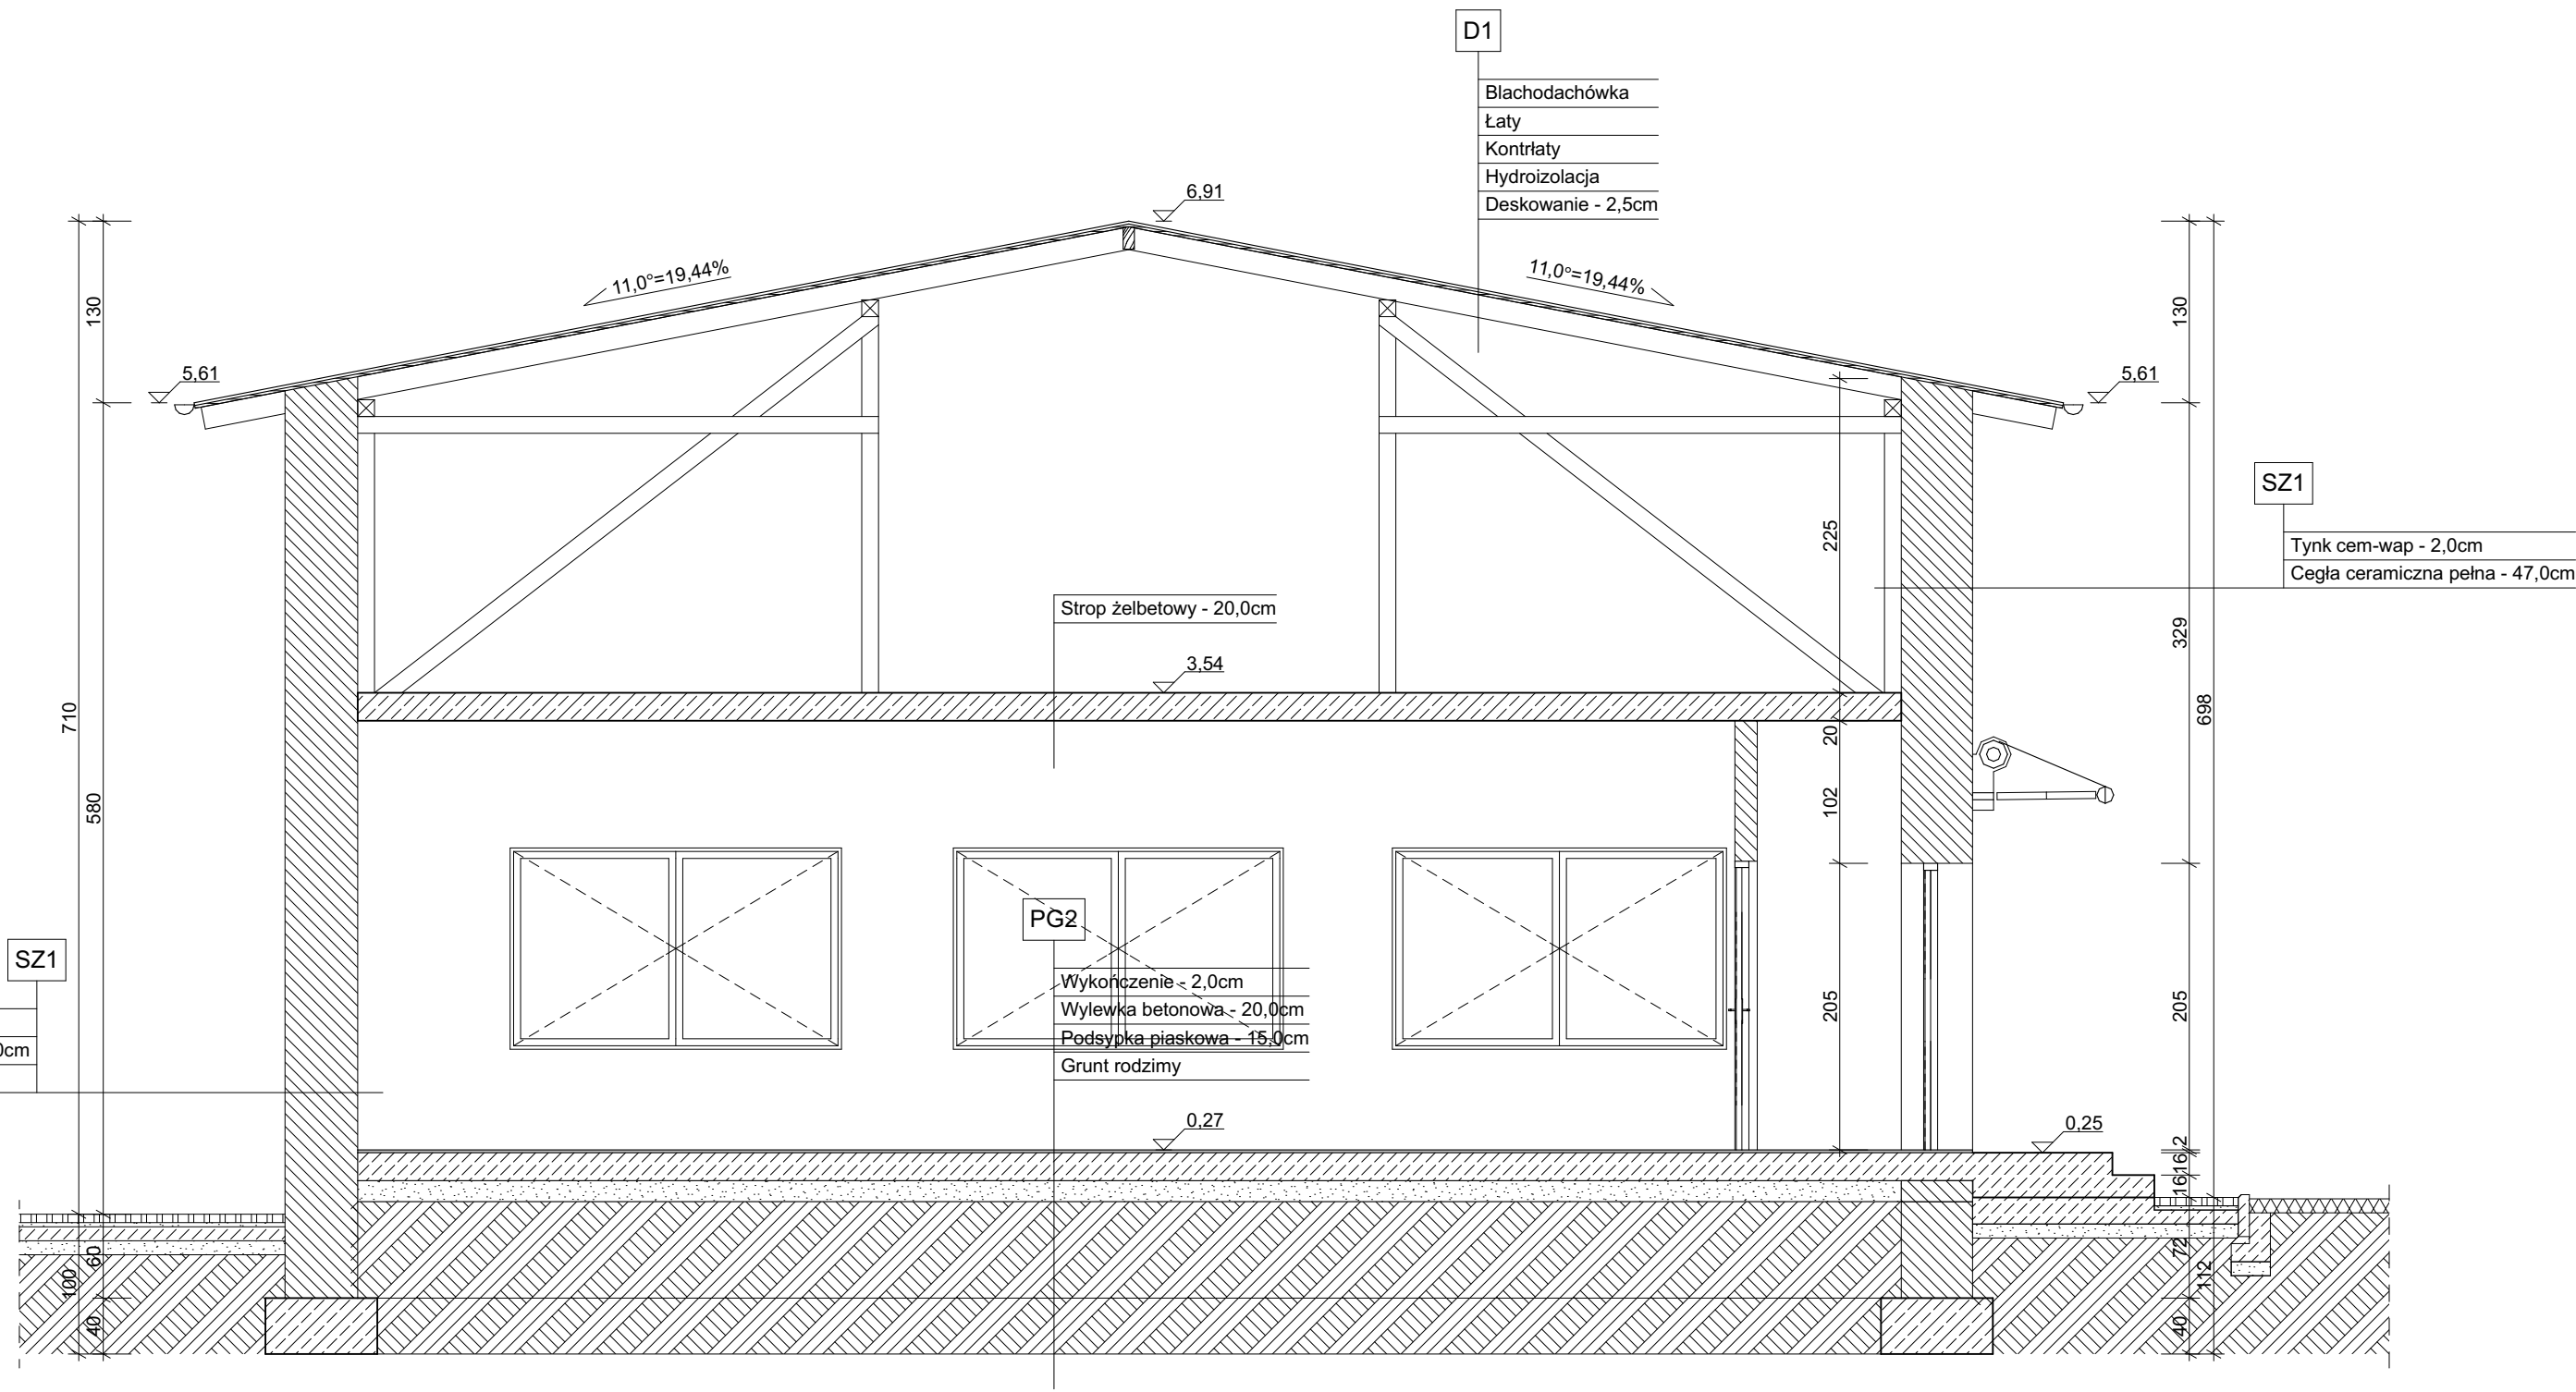 D1
Blachodachówka
Łaty
Kontrłaty
Hydroizolacja
Deskowanie - 2,5cm
6,91
11,0°=19,44%
11,0°=19,44%
130
130
5,61
5,61
SZ1
Tynk cem-wap - 2,0cm
Cegła ceramiczna pełna - 47,0cm
225
Strop żelbetowy - 20,0cm
329
3,54
710
698
20
580
102
PG2
SZ1
Wykończenie - 2,0cm
Wylewka betonowa - 20,0cm
Podsypka piaskowa - 15,0cm
Grunt rodzimy
0cm
205
205
0,27
0,25
2
16
16
60
72
100
112
40
40